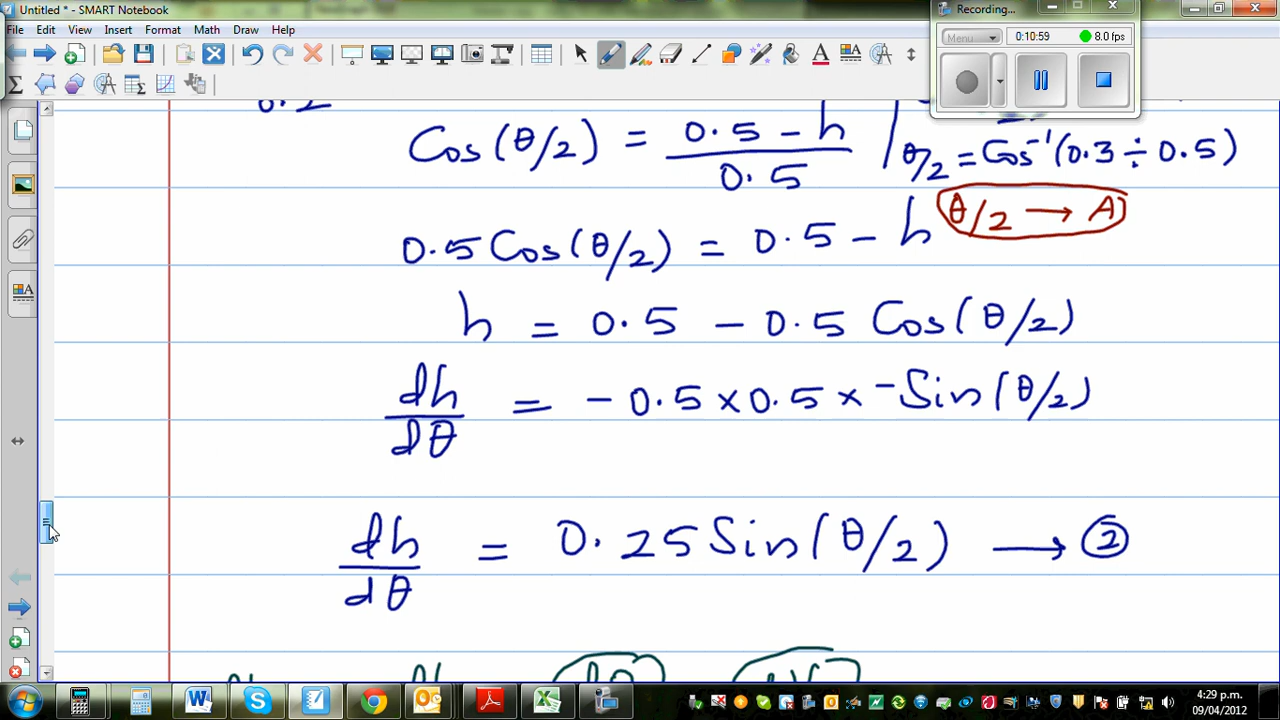 Untitled * - SMART Notebook
Recording...
File Edit View Insert Format Math Draw Help
Menu
0:10:59
8.0 fps
0.2
Cos(θ/2) = 0.5 - h / 0.5
θ/2 = Cos⁻¹(0.3 ÷ 0.5)
0.5 Cos(θ/2) = 0.5 - h
θ/2 → A
h = 0.5 - 0.5 Cos(θ/2)
dh/dθ = - 0.5 × 0.5 × - Sin(θ/2)
dh/dθ = 0.25 Sin(θ/2) → ②
4:29 p.m.
09/04/2012